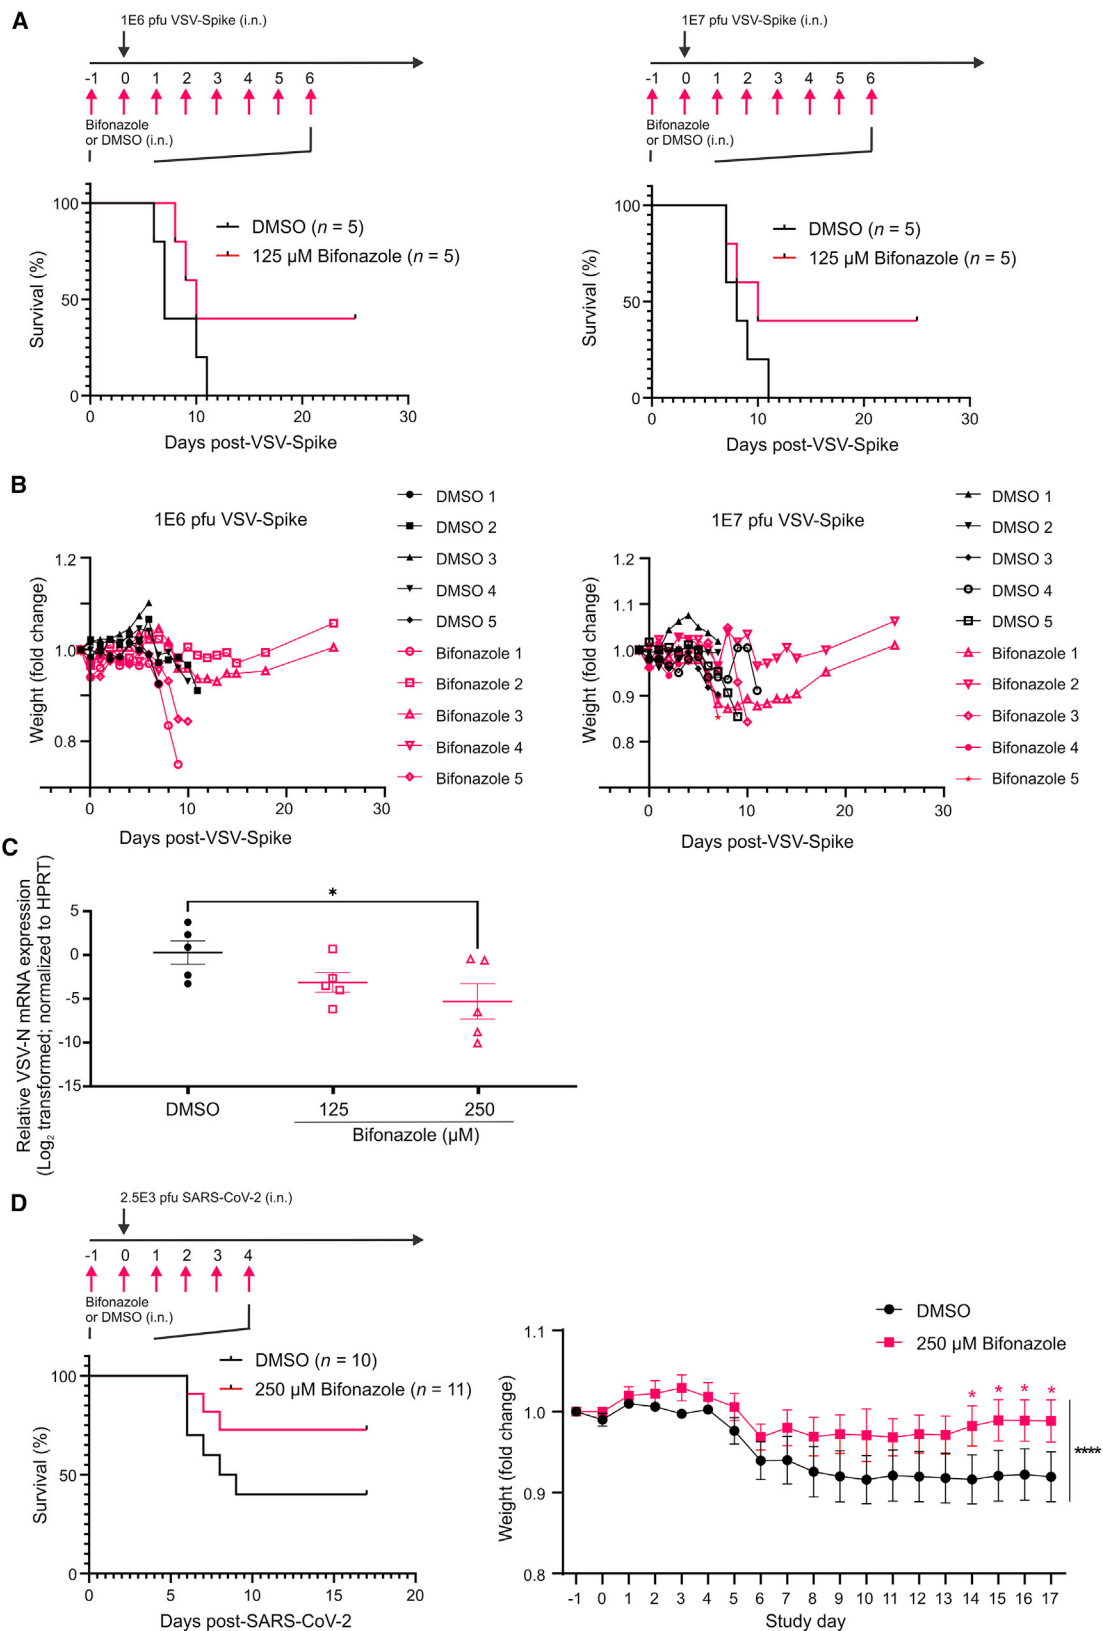 A
1E6 pfu VSV-Spike (i.n.)
-1 0 1 2 3 4 5 6
Bifonazole
or DMSO (i.n.)
100
50
0
Survival (%)
DMSO (n = 5)
125 µM Bifonazole (n = 5)
0 10 20 30
Days post-VSV-Spike
1E7 pfu VSV-Spike (i.n.)
-1 0 1 2 3 4 5 6
Bifonazole
or DMSO (i.n.)
100
50
0
Survival (%)
DMSO (n = 5)
125 µM Bifonazole (n = 5)
0 10 20 30
Days post-VSV-Spike
B
1E6 pfu VSV-Spike
1.2
1.0
0.8
Weight (fold change)
0 10 20 30
Days post-VSV-Spike
DMSO 1
DMSO 2
DMSO 3
DMSO 4
DMSO 5
Bifonazole 1
Bifonazole 2
Bifonazole 3
Bifonazole 4
Bifonazole 5
1E7 pfu VSV-Spike
1.2
1.1
1.0
0.9
0.8
Weight (fold change)
0 10 20 30
Days post-VSV-Spike
DMSO 1
DMSO 2
DMSO 3
DMSO 4
DMSO 5
Bifonazole 1
Bifonazole 2
Bifonazole 3
Bifonazole 4
Bifonazole 5
C
Relative VSV-N mRNA expression
(Log₂ transformed; normalized to HPRT)
*
5
0
-5
-10
-15
DMSO 125 250
Bifonazole (µM)
D
2.5E3 pfu SARS-CoV-2 (i.n.)
-1 0 1 2 3 4
Bifonazole
or DMSO (i.n.)
100
50
0
Survival (%)
DMSO (n = 10)
250 µM Bifonazole (n = 11)
0 5 10 15 20
Days post-SARS-CoV-2
DMSO
250 µM Bifonazole
1.1
1.0
0.9
0.8
Weight (fold change)
* * * *
****
-1 0 1 2 3 4 5 6 7 8 9 10 11 12 13 14 15 16 17
Study day